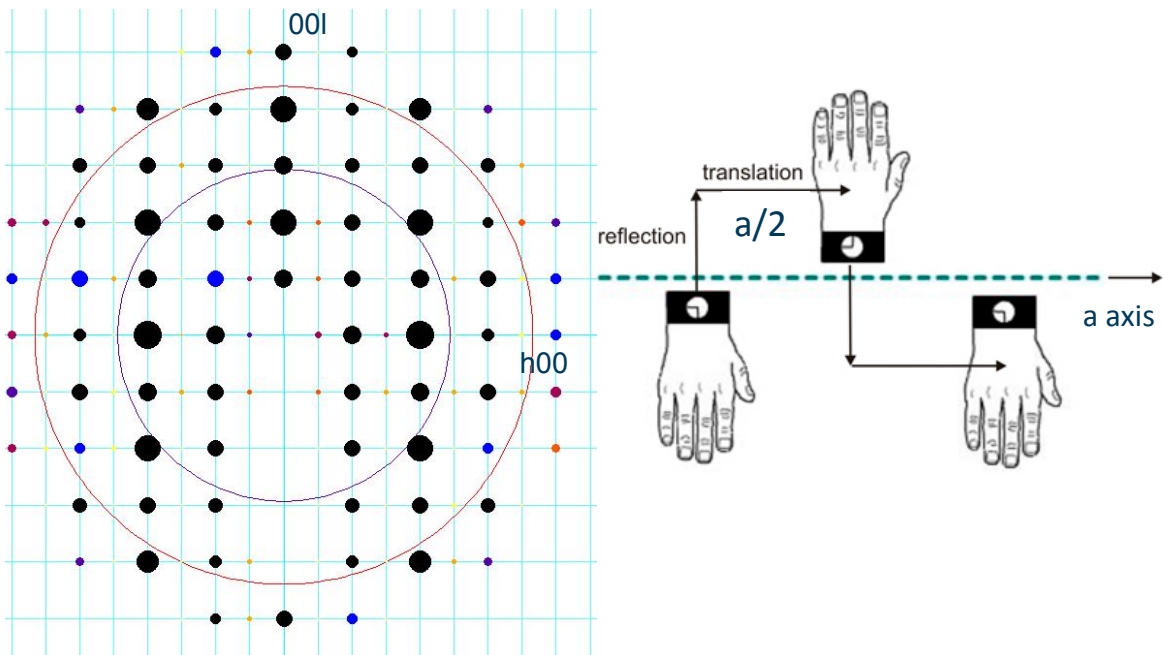 00l
h00
translation
a/2
reflection
a axis